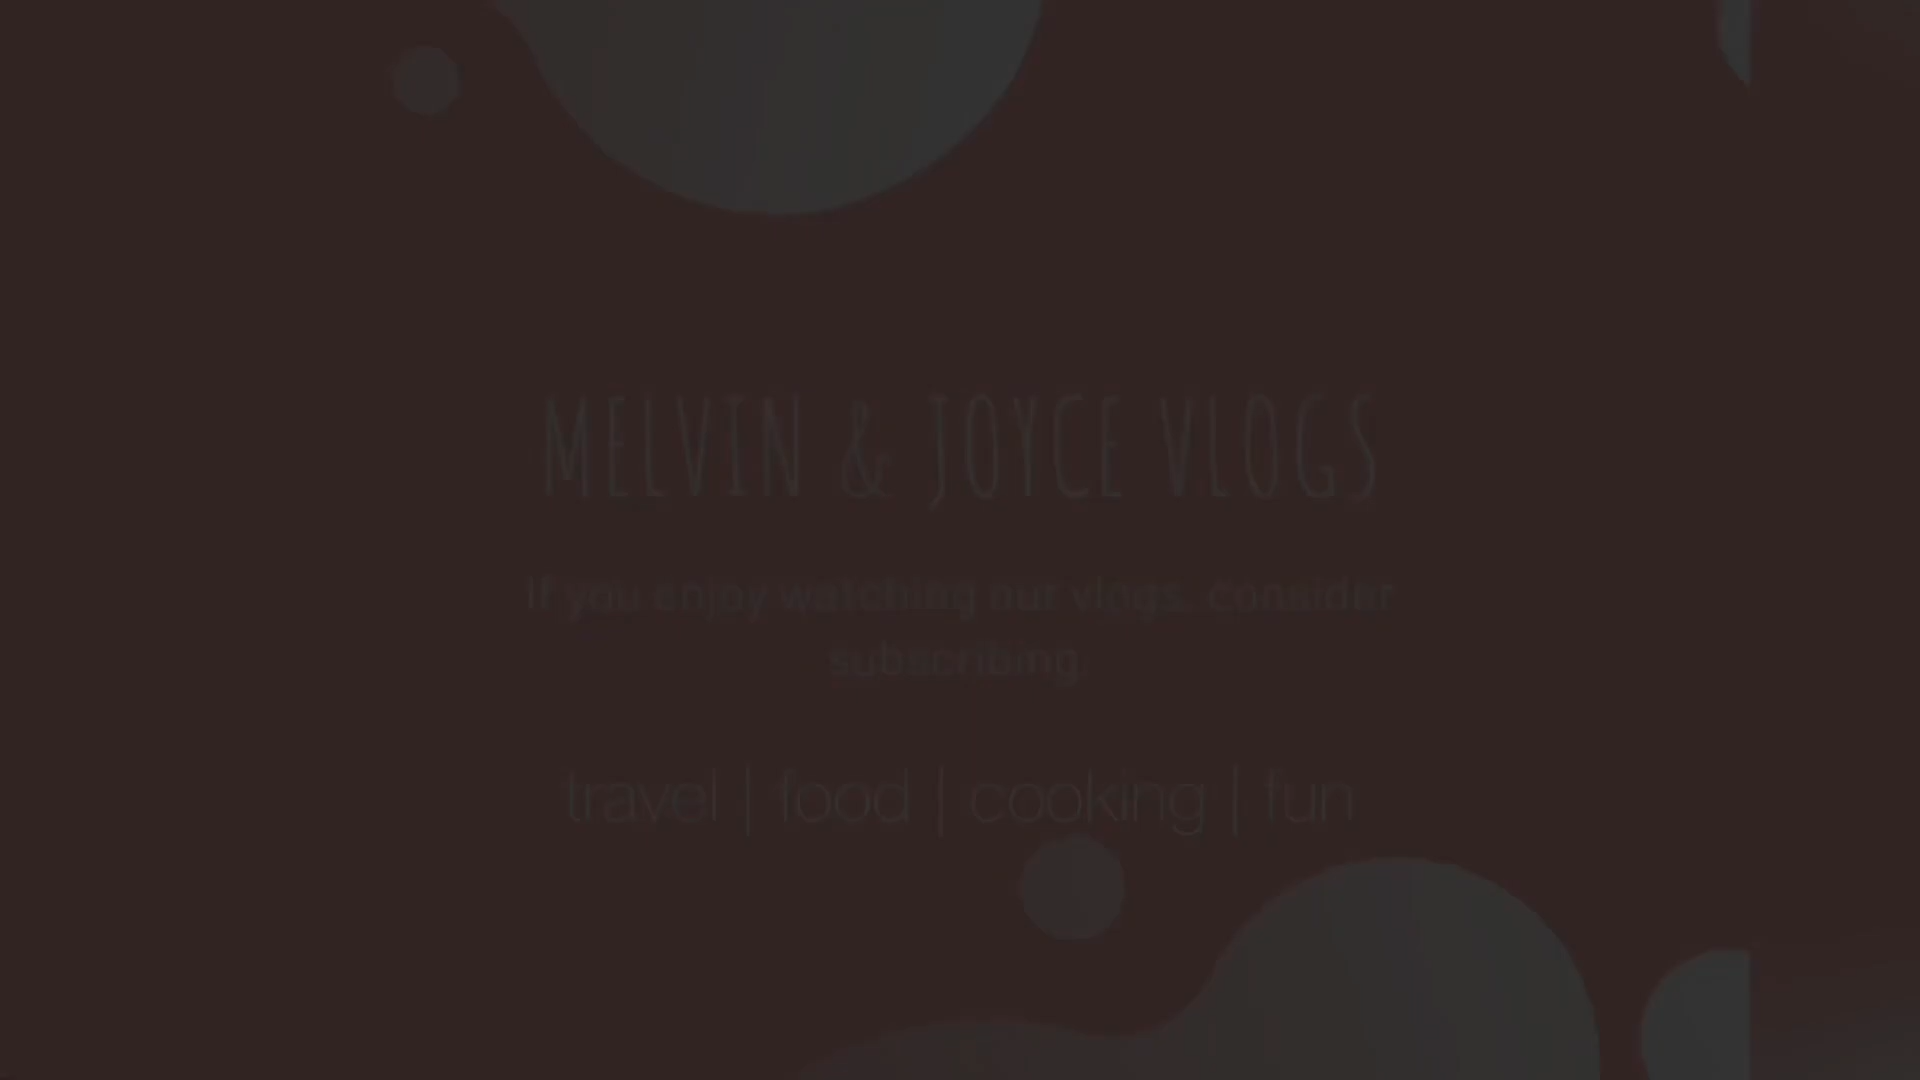 MELVIN & JOYCE VLOGS
If you enjoy watching our vlogs, consider
subscribing.
travel | food | cooking | fun